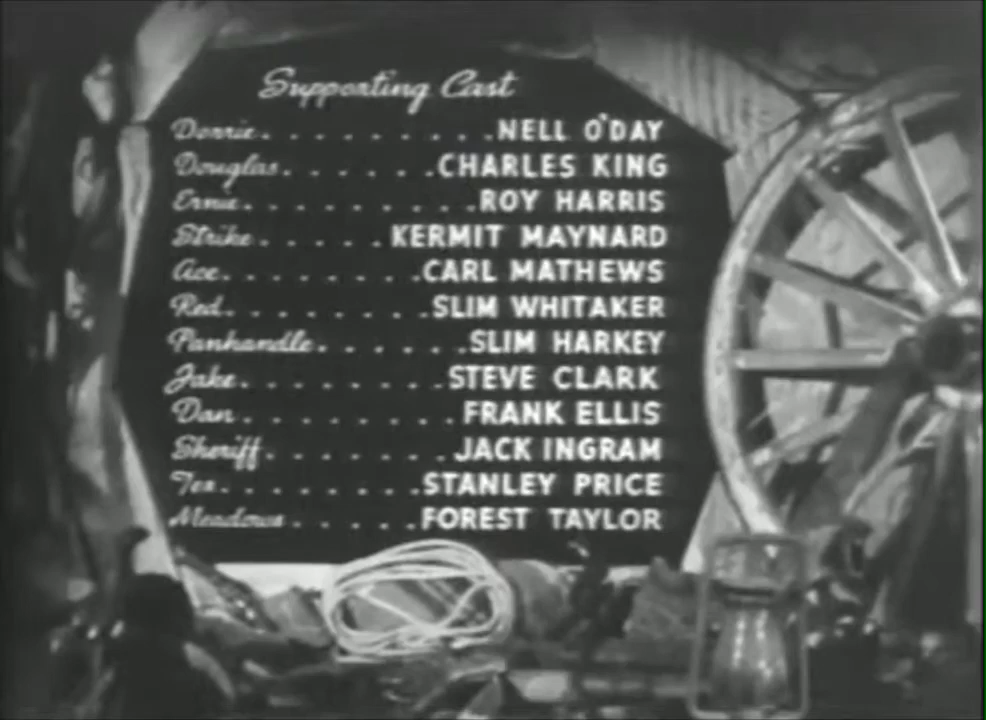 Supporting Cast
Dorrie. . . . . . . . . .NELL O'DAY
Douglas. . . . . . .CHARLES KING
Ernie. . . . . . . . . .ROY HARRIS
Strike. . . . . .KERMIT MAYNARD
Ace. . . . . . . . .CARL MATHEWS
Red. . . . . . . . .SLIM WHITAKER
Panhandle. . . . . . .SLIM HARKEY
Jake. . . . . . . . .STEVE CLARK
Dan. . . . . . . . . .FRANK ELLIS
Sheriff. . . . . . . .JACK INGRAM
Tex. . . . . . . . .STANLEY PRICE
Meadows. . . . . .FOREST TAYLOR